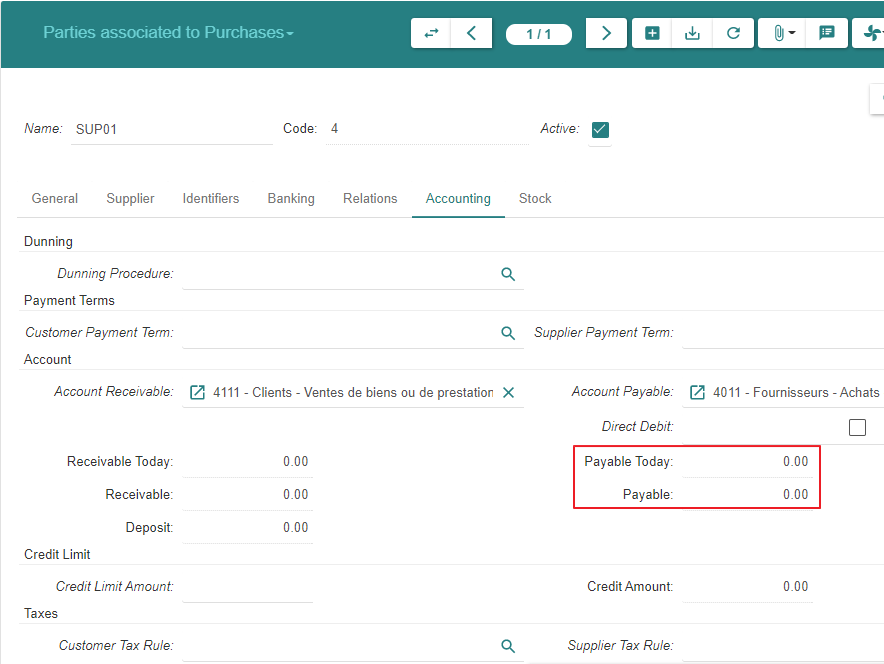 Parties associated to Purchases
1 / 1
Name: SUP01 Code: 4 Active:
General Supplier Identifiers Banking Relations Accounting Stock
Dunning
Dunning Procedure:
Payment Terms
Customer Payment Term: Supplier Payment Term:
Account
Account Receivable: 4111 - Clients - Ventes de biens ou de prestation Account Payable: 4011 - Fournisseurs - Achats
Direct Debit:
Receivable Today: 0.00 Payable Today: 0.00
Receivable: 0.00 Payable: 0.00
Deposit: 0.00
Credit Limit
Credit Limit Amount: Credit Amount: 0.00
Taxes
Customer Tax Rule: Supplier Tax Rule: